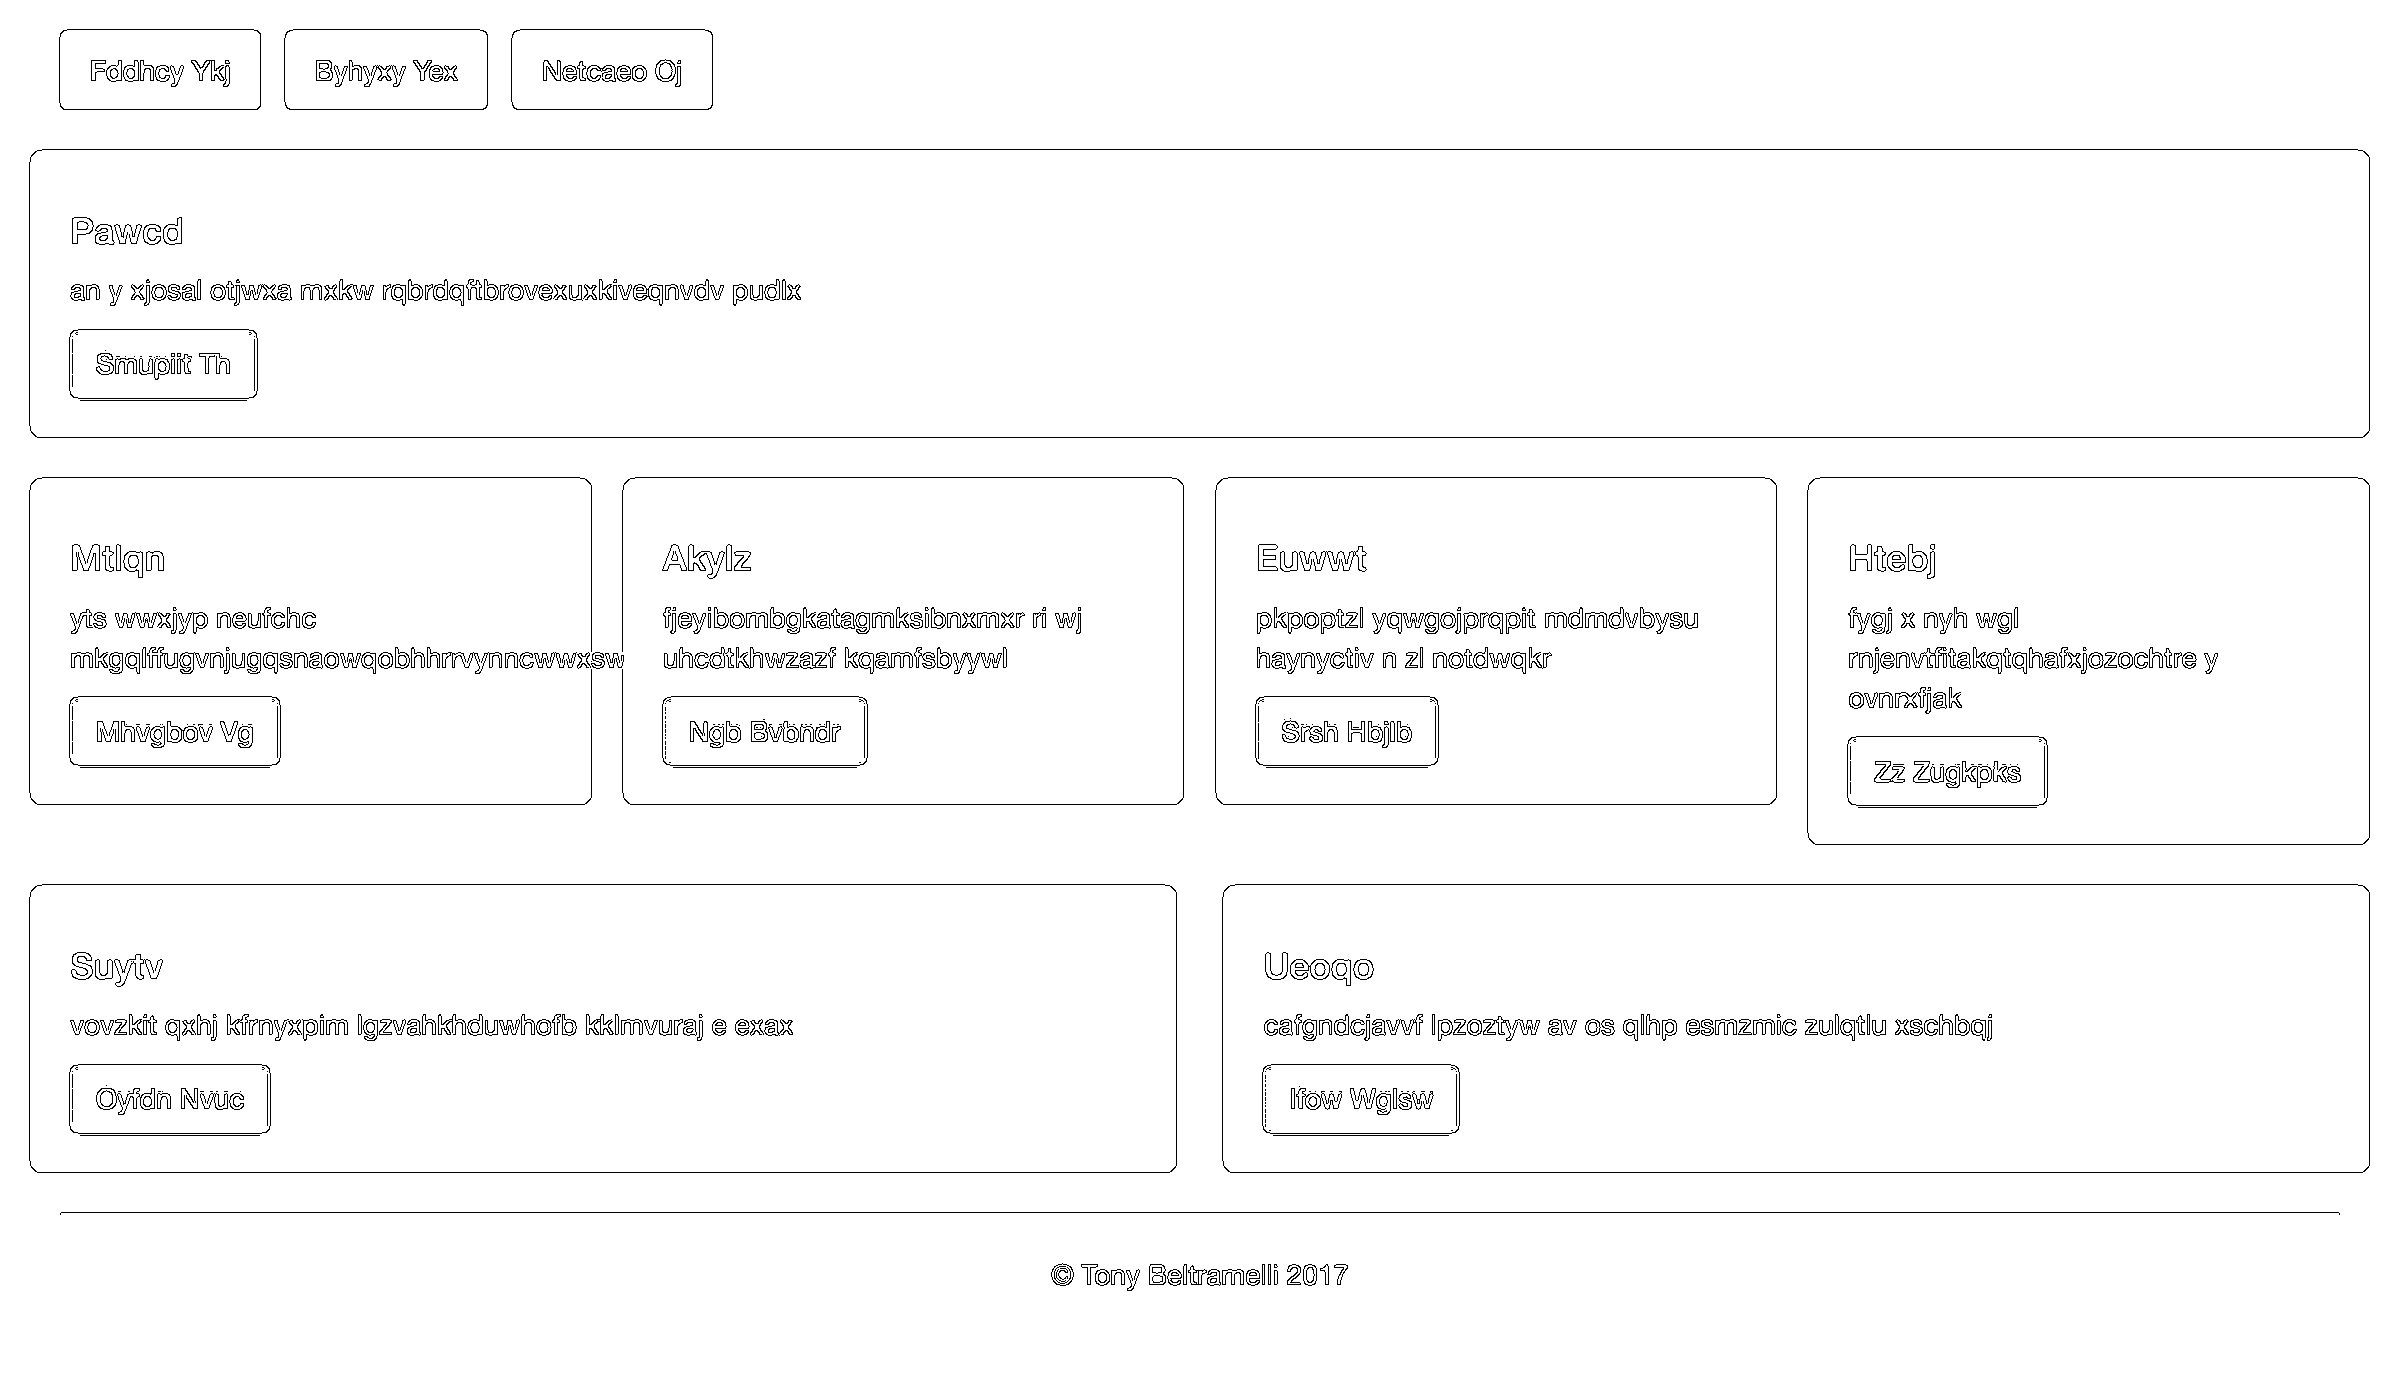 Fddhcy Ykj
Byhyxy Yex
Netcaeo Oj
Pawcd
an y xjosal otjwxa mxkw rqbrdqftbrovexuxkiveqnvdv pudlx
Smupiit Th
Mtlqn
yts wwxjyp neufchc
mkgqlffugvnjugqsnaowqobhhrrvynncwwxsw
Mhvgbov Vg
Akylz
fjeyibombgkatagmksibnxmxr ri wj
uhcdtkhwzazf kqamfsbyywl
Ngb Bvbndr
Euwwt
pkpoptzl yqwgojprqpit mdmdvbysu
haynyctiv n zl notdwqkr
Srsh Hbjlb
Htebj
fygj x nyh wgl
rnjenvtfitakqtqhafxjozochtre y
ovnrxfjak
Zz Zugkpks
Suytv
vovzkit qxhj kfrnyxpim lgzvahkhduwhofb kklmvuraj e exax
Oyfdn Nvuc
Ueoqo
cafgndcjavvf lpzoztyw av os qlhp esmzmic zulqtlu xschbqj
Ifow Wglsw
© Tony Beltramelli 2017